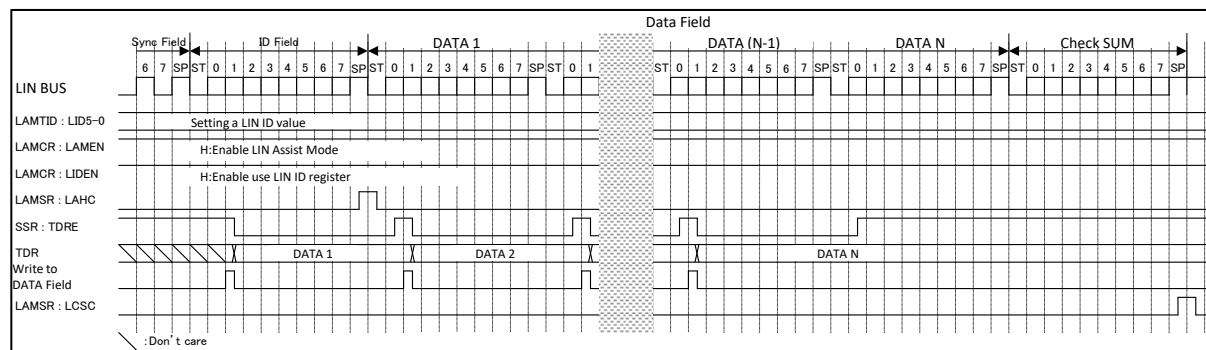 Data Field
Sync Field ID Field DATA 1 DATA (N-1) DATA N Check SUM
6 7 SP ST 0 1 2 3 4 5 6 7 SP ST 0 1 2 3 4 5 6 7 SP ST 0 1 ST 0 1 2 3 4 5 6 7 SP ST 0 1 2 3 4 5 6 7 SP ST 0 1 2 3 4 5 6 7 SP
LIN BUS
LAMTID : LID5-0 Setting a LIN ID value
LAMCR : LAMEN H:Enable LIN Assist Mode
LAMCR : LIDEN H:Enable use LIN ID register
LAMSR : LAHC
SSR : TDRE
TDR DATA 1 DATA 2 DATA N
Write to
DATA Field
LAMSR : LCSC
:Don't care